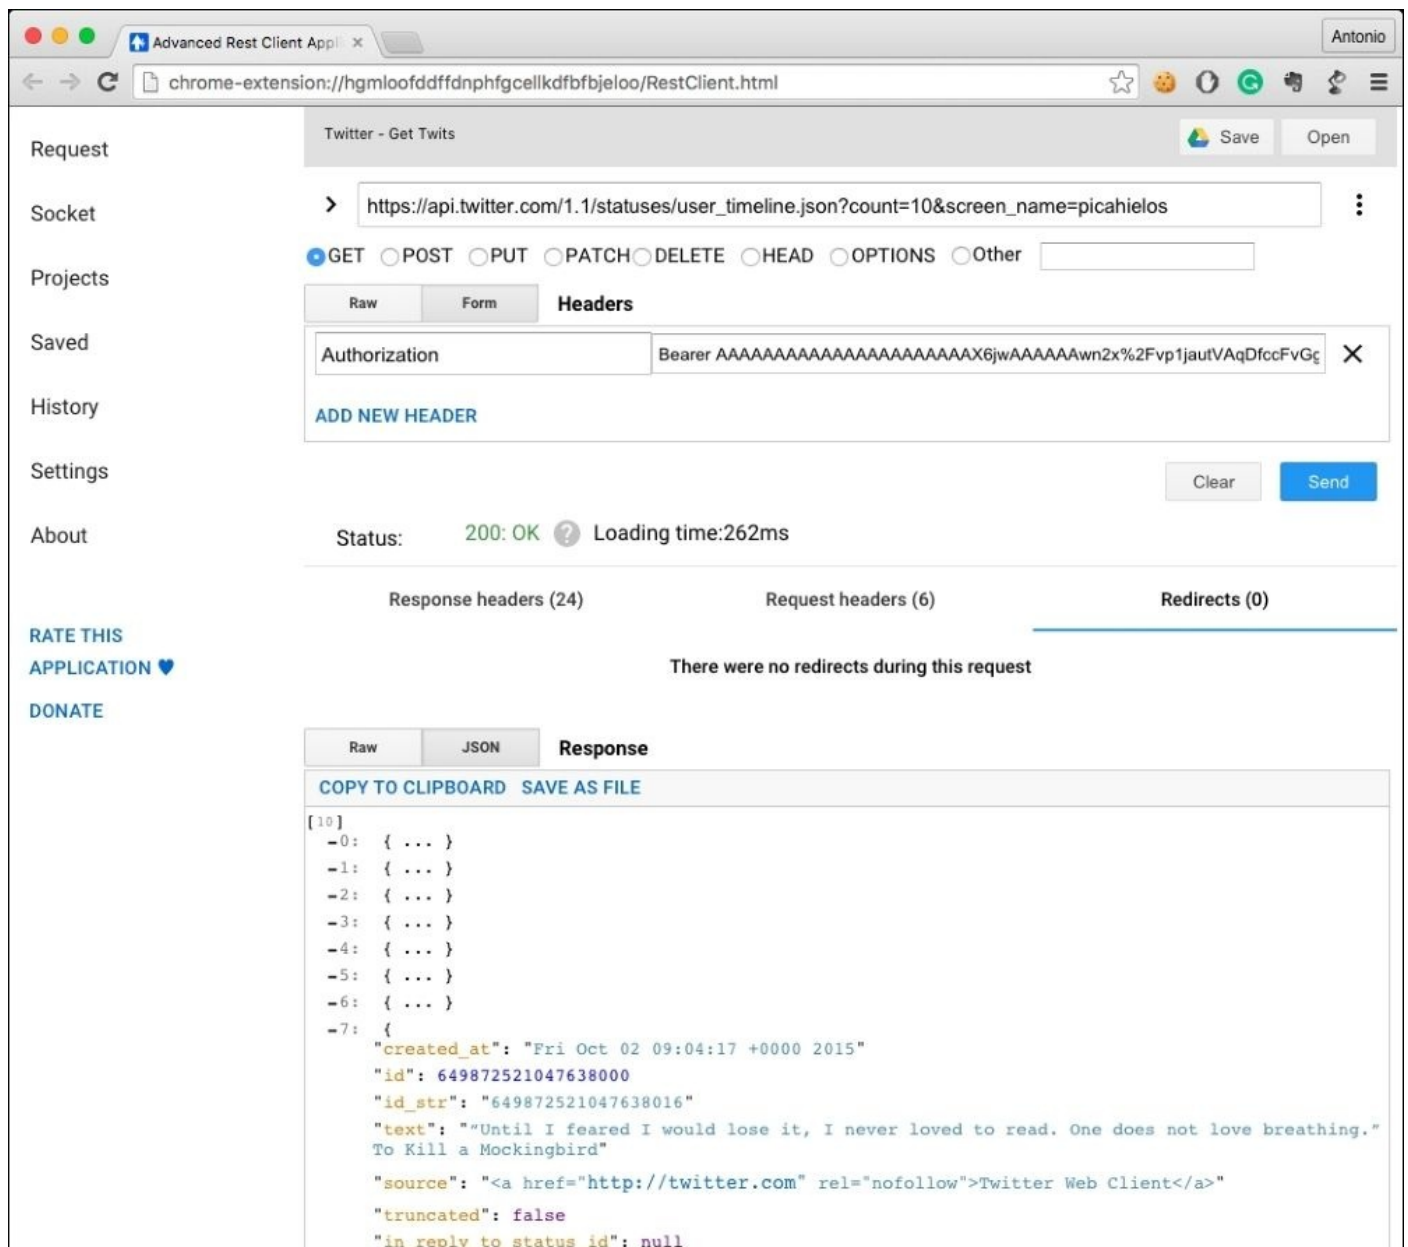 Advanced Rest Client Appli
Antonio
chrome-extension://hgmloofddffdnphfgcellkdfbfbjeloo/RestClient.html
Request
Socket
Projects
Saved
History
Settings
About
RATE THIS
APPLICATION
DONATE
Twitter - Get Twits
Save Open
https://api.twitter.com/1.1/statuses/user_timeline.json?count=10&screen_name=picahielos
GET POST PUT PATCH DELETE HEAD OPTIONS Other
Raw Form Headers
Authorization Bearer AAAAAAAAAAAAAAAAAAAAAAX6jwAAAAAAwn2x%2Fvp1jautVAqDfccFvGg
ADD NEW HEADER
Clear Send
Status: 200: OK ? Loading time:262ms
Response headers (24) Request headers (6) Redirects (0)
There were no redirects during this request
Raw JSON Response
COPY TO CLIPBOARD SAVE AS FILE
[10]
-0: { ... }
-1: { ... }
-2: { ... }
-3: { ... }
-4: { ... }
-5: { ... }
-6: { ... }
-7: {
"created_at": "Fri Oct 02 09:04:17 +0000 2015"
"id": 649872521047638000
"id_str": "649872521047638016"
"text": "“Until I feared I would lose it, I never loved to read. One does not love breathing.”
To Kill a Mockingbird"
"source": "<a href="http://twitter.com" rel="nofollow">Twitter Web Client</a>"
"truncated": false
"in_reply_to_status_id": null